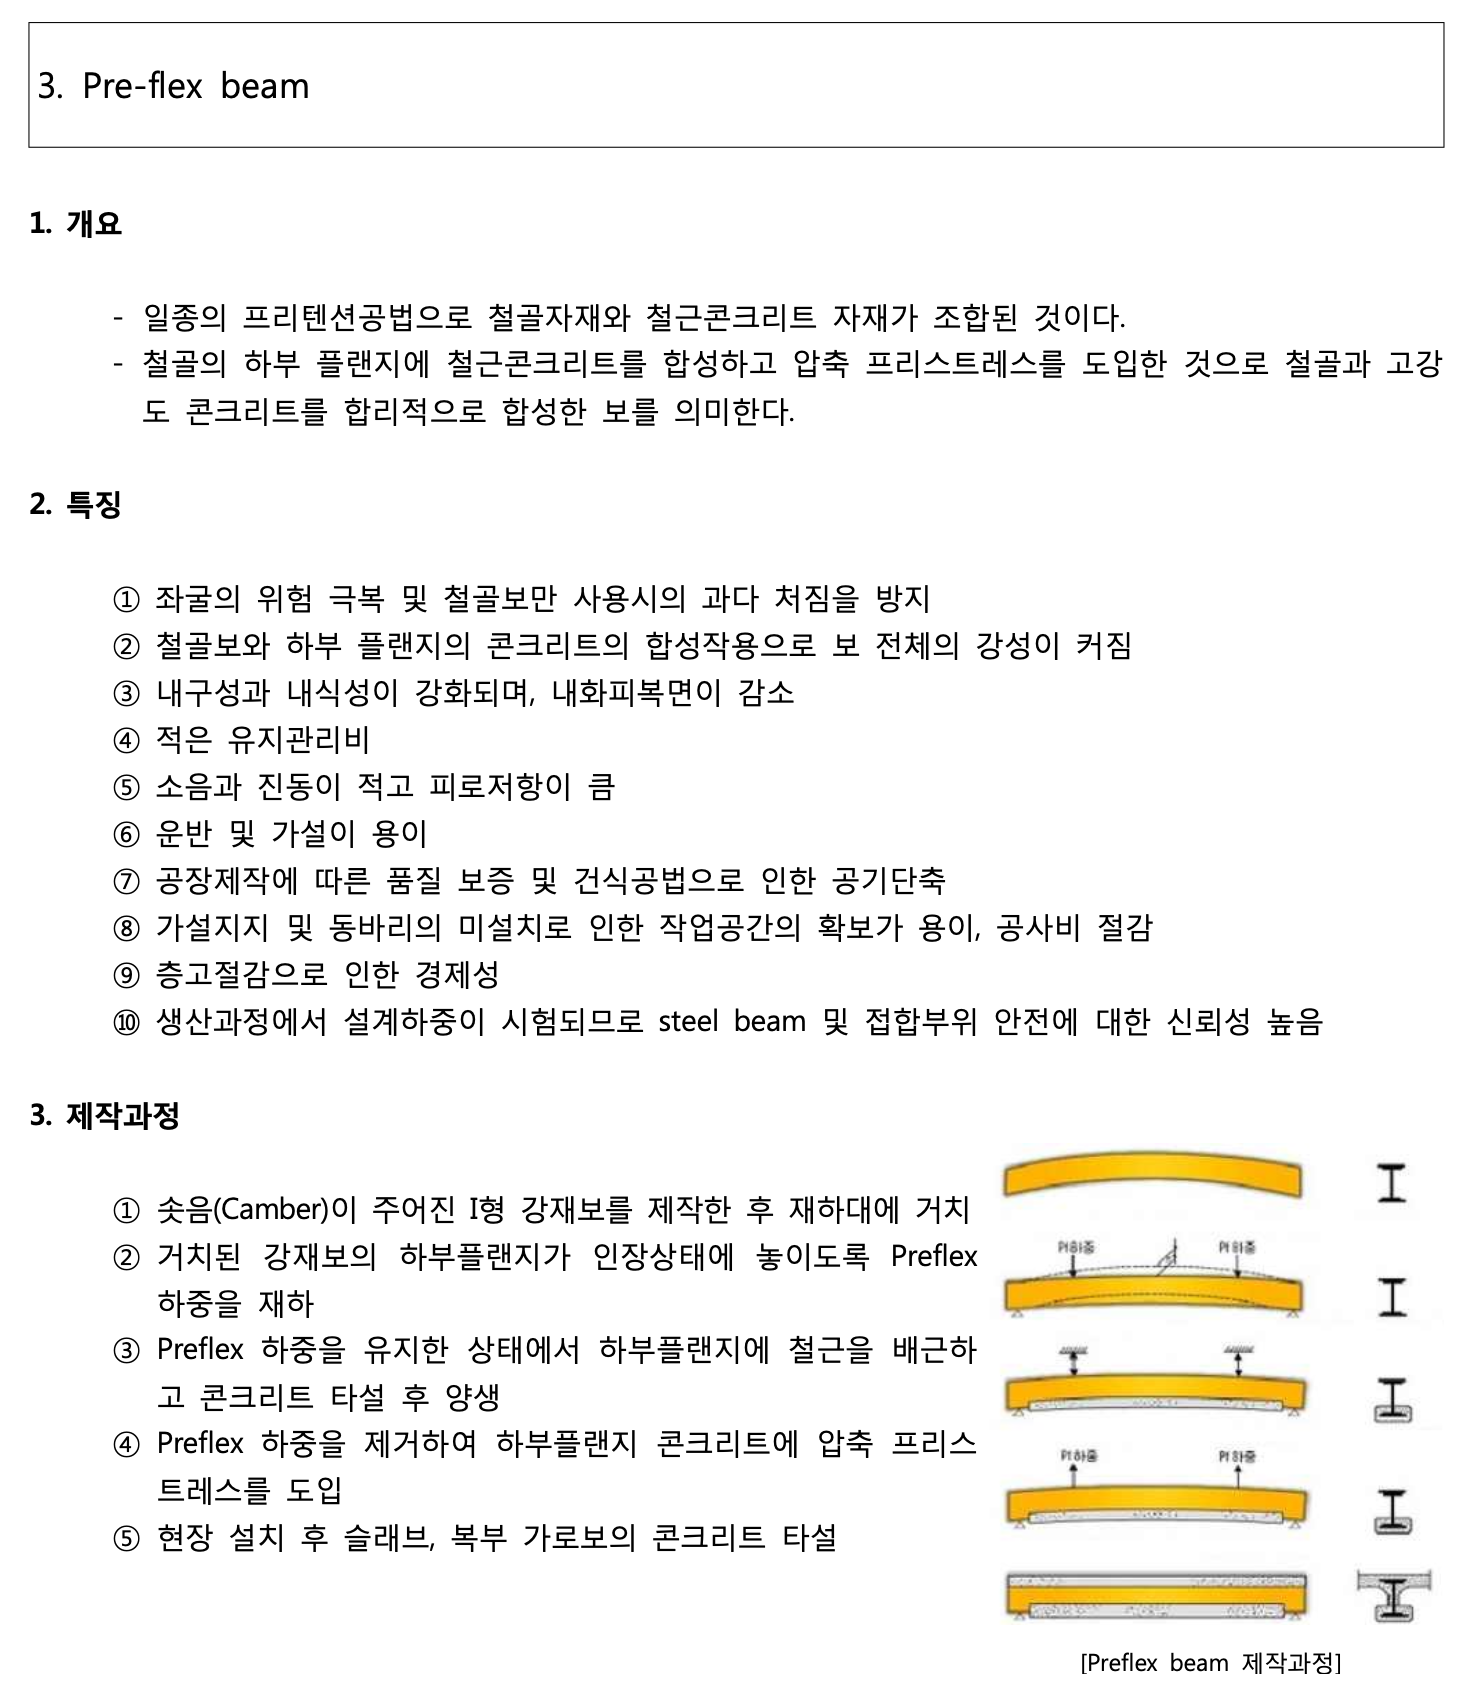 3. Pre-flex beam
1. 개요
- 일종의 프리텐션공법으로 철골자재와 철근콘크리트 자재가 조합된 것이다.
- 철골의 하부 플랜지에 철근콘크리트를 합성하고 압축 프리스트레스를 도입한 것으로 철골과 고강
도 콘크리트를 합리적으로 합성한 보를 의미한다.
2. 특징
① 좌굴의 위험 극복 및 철골보만 사용시의 과다 처짐을 방지
② 철골보와 하부 플랜지의 콘크리트의 합성작용으로 보 전체의 강성이 커짐
③ 내구성과 내식성이 강화되며, 내화피복면이 감소
④ 적은 유지관리비
⑤ 소음과 진동이 적고 피로저항이 큼
⑥ 운반 및 가설이 용이
⑦ 공장제작에 따른 품질 보증 및 건식공법으로 인한 공기단축
⑧ 가설지지 및 동바리의 미설치로 인한 작업공간의 확보가 용이, 공사비 절감
⑨ 층고절감으로 인한 경제성
⑩ 생산과정에서 설계하중이 시험되므로 steel beam 및 접합부위 안전에 대한 신뢰성 높음
3. 제작과정
① 솟음(Camber)이 주어진 I형 강재보를 제작한 후 재하대에 거치
② 거치된 강재보의 하부플랜지가 인장상태에 놓이도록 Preflex
하중을 재하
③ Preflex 하중을 유지한 상태에서 하부플랜지에 철근을 배근하
고 콘크리트 타설 후 양생
④ Preflex 하중을 제거하여 하부플랜지 콘크리트에 압축 프리스
트레스를 도입
⑤ 현장 설치 후 슬래브, 복부 가로보의 콘크리트 타설
Pf하중 Pf하중
Pf하중 Pf하중
[Preflex beam 제작과정]